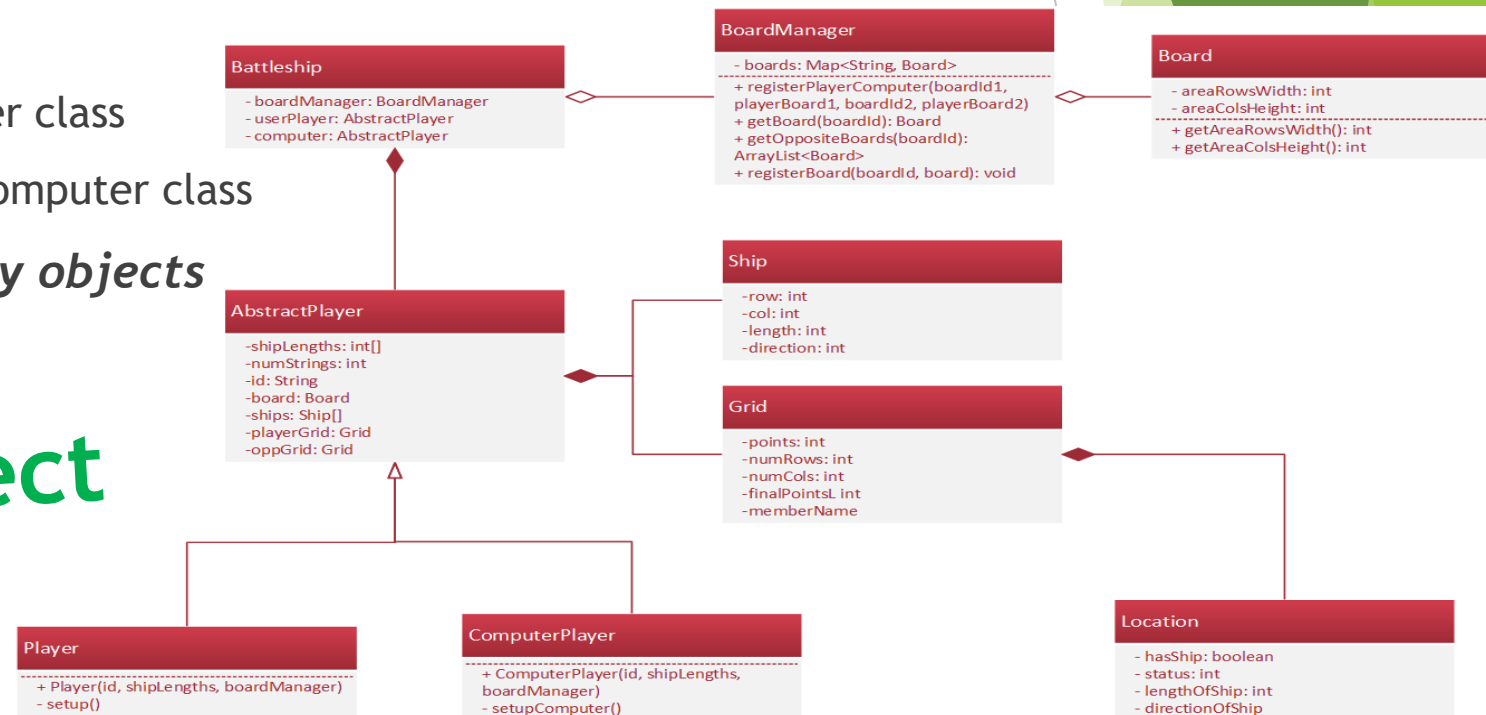 er class
omputer class
y objects
ect
Battleship
- boardManager: BoardManager
- userPlayer: AbstractPlayer
- computer: AbstractPlayer
BoardManager
- boards: Map<String, Board>
+ registerPlayerComputer(boardId1,
playerBoard1, boardId2, playerBoard2)
+ getBoard(boardId): Board
+ getOppositeBoards(boardId):
ArrayList<Board>
+ registerBoard(boardId, board): void
Board
- areaRowsWidth: int
- areaColsHeight: int
+ getAreaRowsWidth(): int
+ getAreaColsHeight(): int
AbstractPlayer
-shipLengths: int[]
-numStrings: int
-id: String
-board: Board
-ships: Ship[]
-playerGrid: Grid
-oppGrid: Grid
Ship
-row: int
-col: int
-length: int
-direction: int
Grid
-points: int
-numRows: int
-numCols: int
-finalPointsL int
-memberName
Player
+ Player(id, shipLengths, boardManager)
- setup()
ComputerPlayer
+ ComputerPlayer(id, shipLengths,
boardManager)
- setupComputer()
Location
- hasShip: boolean
- status: int
- lengthOfShip: int
- directionOfShip